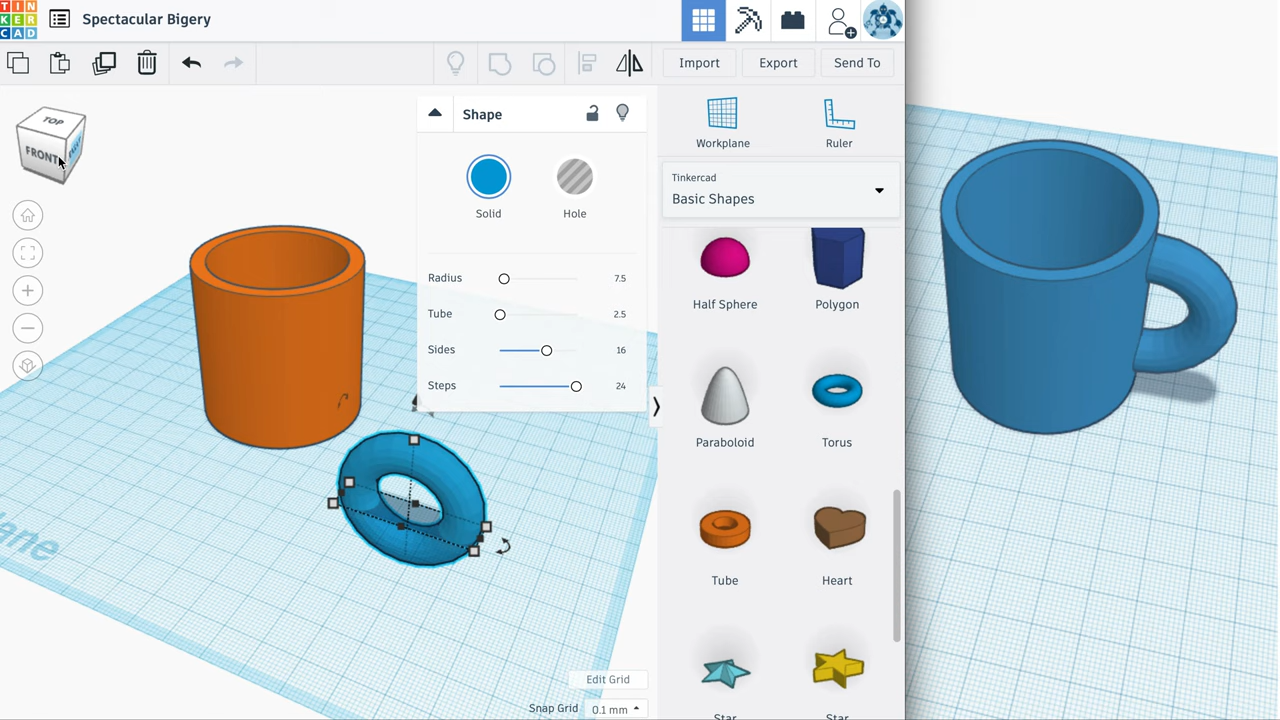 TIN
KER
CAD
Spectacular Bigery
Import
Export
Send To
TOP
FRONT
Shape
Solid
Hole
Radius 7.5
Tube 2.5
Sides 16
Steps 24
Workplane
Ruler
Tinkercad
Basic Shapes
Half Sphere
Polygon
Paraboloid
Torus
Tube
Heart
Star
Star
Edit Grid
Snap Grid 0.1 mm